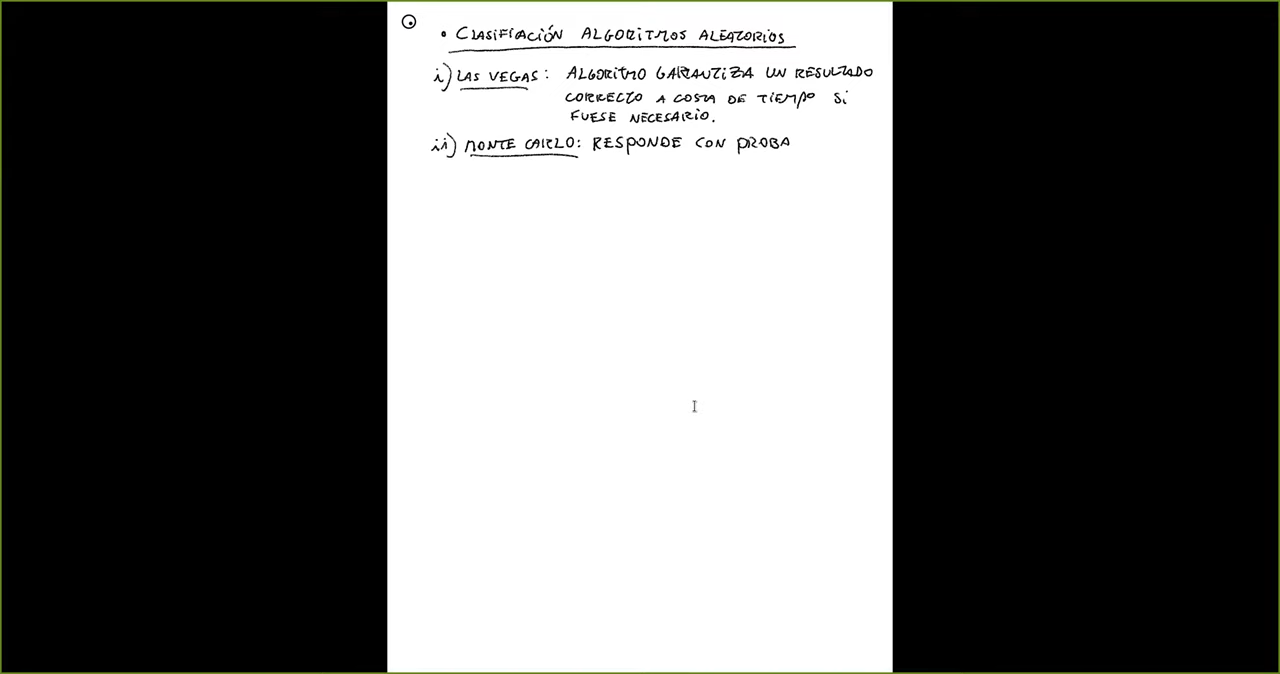 • CLASIFIACIÓN ALGORITMOS ALEATORIOS
i) LAS VEGAS: ALGORITMO GARANTIZA UN RESULTADO
CORRECTO A COSTA DE TIEMPO SI
FUESE NECESARIO.
ii) MONTE CARLO: RESPONDE CON PROBA